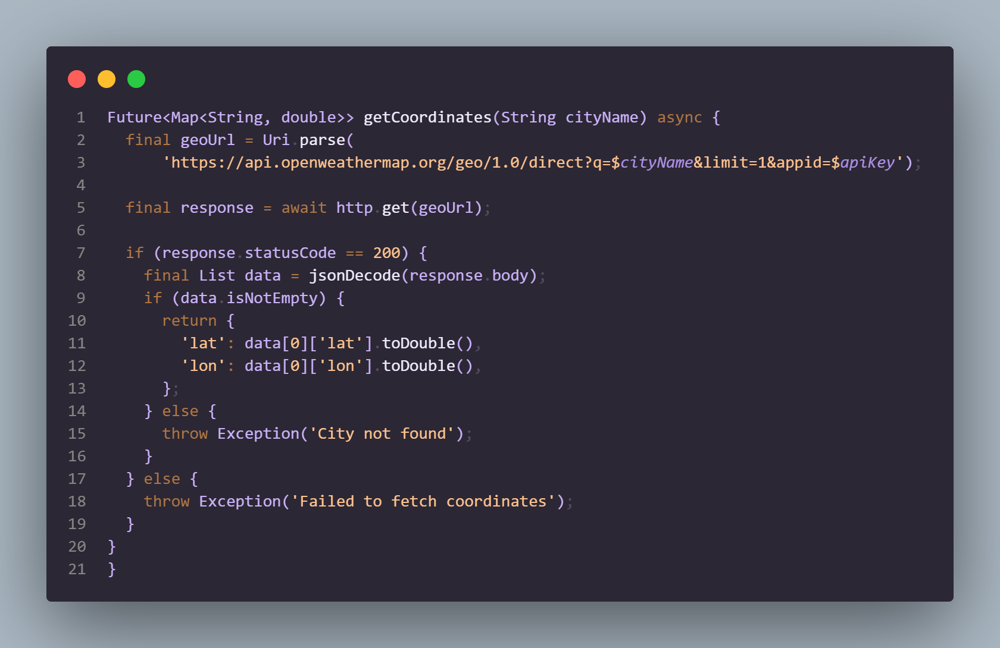 1 Future<Map<String, double>> getCoordinates(String cityName) async {
2   final geoUrl = Uri.parse(
3       'https://api.openweathermap.org/geo/1.0/direct?q=$cityName&limit=1&appid=$apiKey');
4
5   final response = await http.get(geoUrl);
6
7   if (response.statusCode == 200) {
8     final List data = jsonDecode(response.body);
9     if (data.isNotEmpty) {
10       return {
11         'lat': data[0]['lat'].toDouble(),
12         'lon': data[0]['lon'].toDouble(),
13       };
14     } else {
15       throw Exception('City not found');
16     }
17   } else {
18     throw Exception('Failed to fetch coordinates');
19   }
20 }
21 }